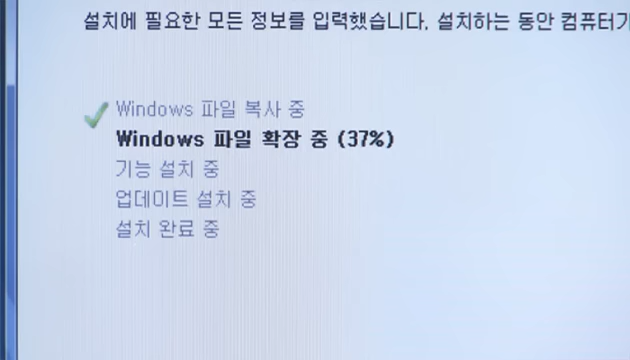 설치에 필요한 모든 정보를 입력했습니다. 설치하는 동안 컴퓨터가
Windows 파일 복사 중
Windows 파일 확장 중 (37%)
기능 설치 중
업데이트 설치 중
설치 완료 중